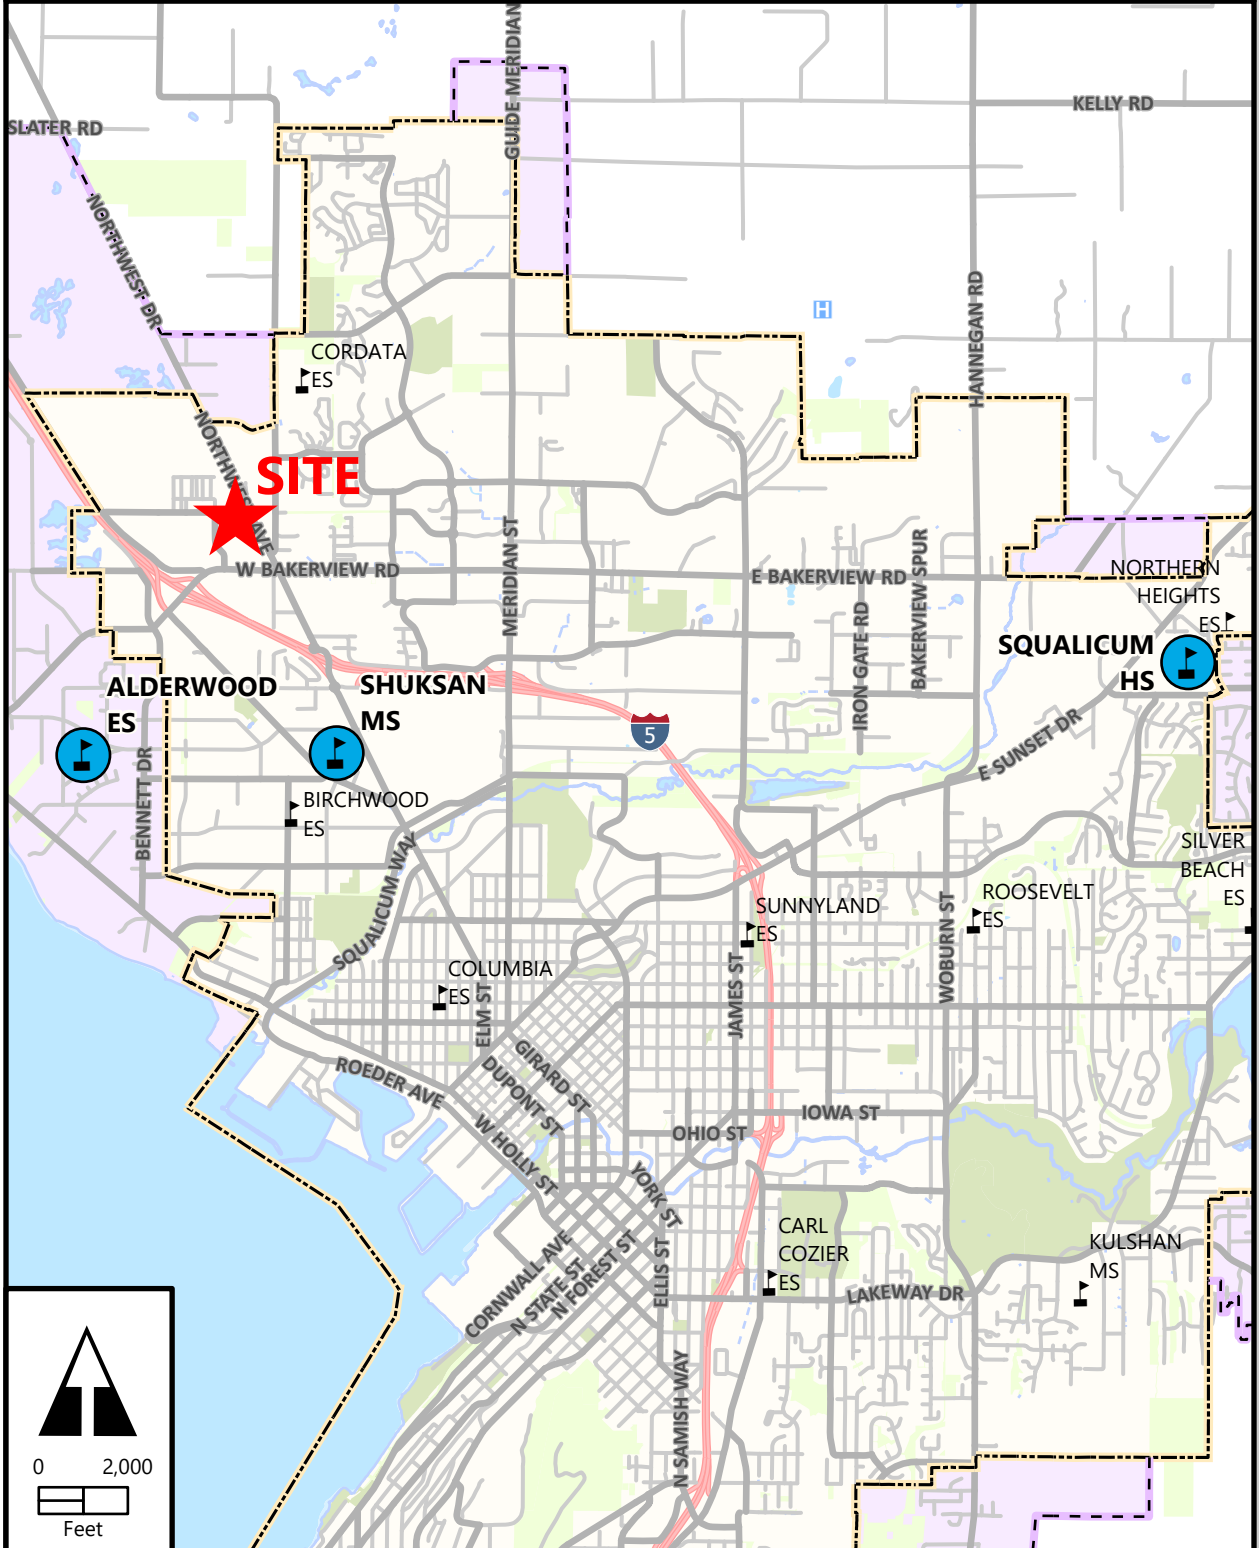 GUIDE MERIDIAN
KELLY RD
SLATER RD
NORTHWEST DR
HANNEGAN RD
H
CORDATA
ES
NORTHWEST AVE
SITE
MERIDIAN ST
W BAKERVIEW RD
E BAKERVIEW RD
BAKERVIEW SPUR
IRON GATE RD
NORTHERN
HEIGHTS
ES
SQUALICUM
HS
ALDERWOOD
ES
SHUKSAN
MS
5
E SUNSET DR
BENNETT DR
BIRCHWOOD
ES
SQUALICUM WAY
SILVER
BEACH
ES
SUNNYLAND
ES
ROOSEVELT
ES
WOBURN ST
COLUMBIA
ES
ELM ST
JAMES ST
GIRARD ST
DUPONT ST
ROEDER AVE
W HOLLY ST
IOWA ST
OHIO ST
YORK ST
CARL
COZIER
ES
KULSHAN
MS
CORNWALL AVE
N STATE ST
N FOREST ST
ELLIS ST
LAKEWAY DR
N SAMISH WAY
0 2,000
Feet